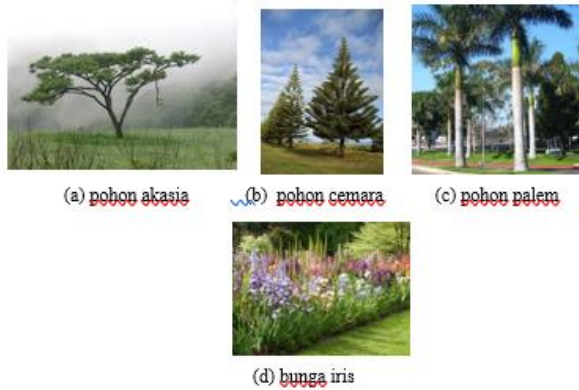 (a) pohon akasia
(b) pohon cemara
(c) pohon palem
(d) bunga iris